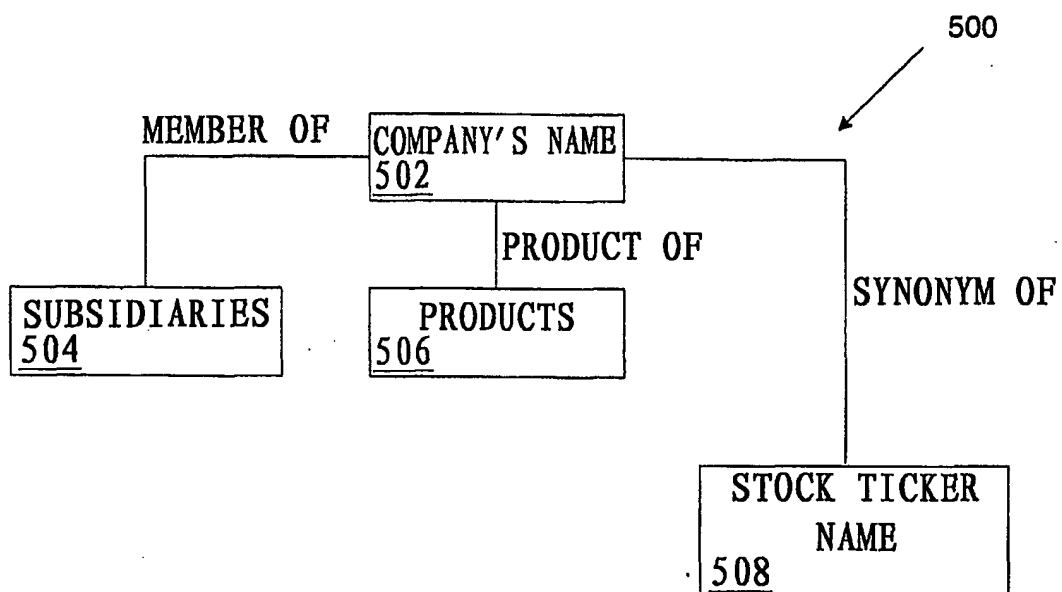 500
MEMBER OF
COMPANY'S NAME
502
PRODUCT OF
SYNONYM OF
SUBSIDIARIES
504
PRODUCTS
506
STOCK TICKER
NAME
508